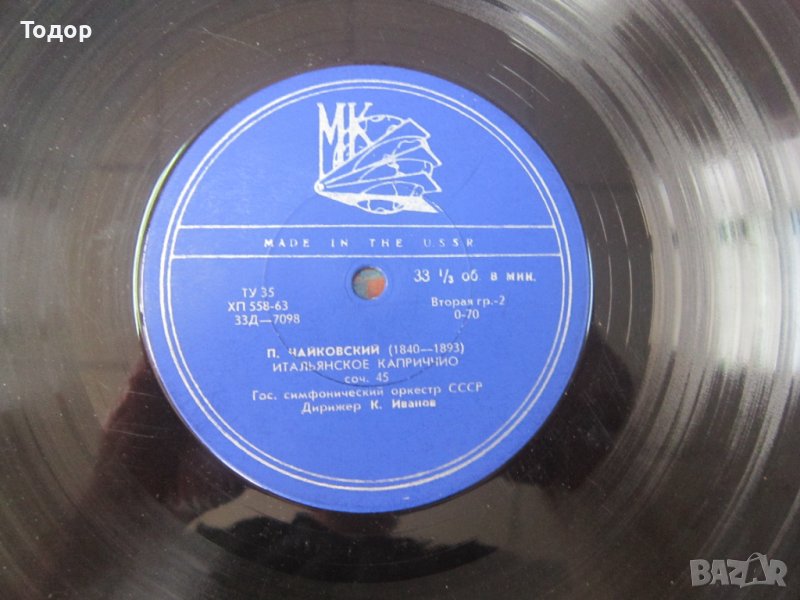 Тодор
МК
MADE IN THE U.S.S.R
33 1/3 об. в мин.
ТУ 35
ХП 558-63
33Д—7098
Вторая гр.-2
0-70
П. ЧАЙКОВСКИЙ (1840—1893)
ИТАЛЬЯНСКОЕ КАПРИЧЧИО
соч. 45
Гос. симфонический оркестр СССР
Дирижер К. Иванов
BAZAR